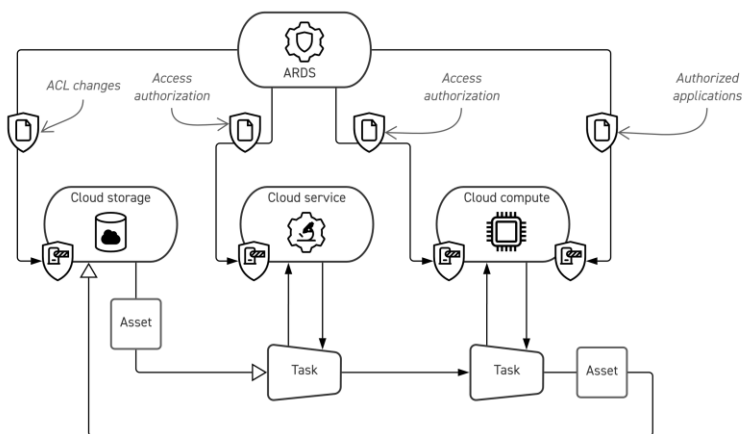 ARDS
ACL changes
Access
authorization
Access
authorization
Authorized
applications
Cloud storage
Cloud service
Cloud compute
Asset
Task
Task
Asset